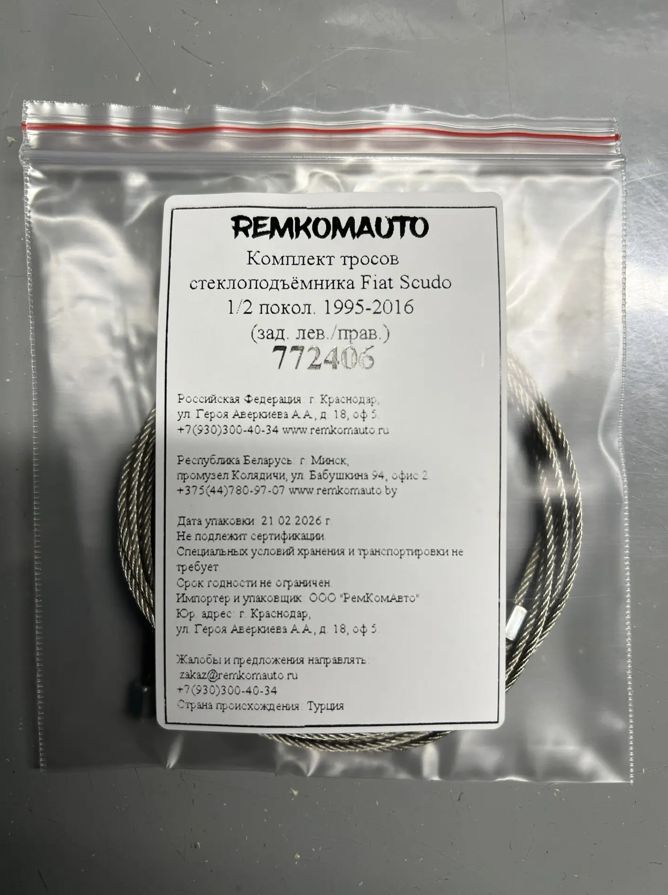 REMKOMAUTO
Комплект тросов
стеклоподъёмника Fiat Scudo
1/2 покол. 1995-2016
(зад. лев./прав.)
772406
Российская Федерация г. Краснодар,
ул. Героя Аверкиева А.А., д. 18, оф 5.
+7(930)300-40-34 www.remkomauto.ru
Республика Беларусь г. Минск,
промузел Колядичи, ул. Бабушкина 94, офис 2
+375(44)780-97-07 www.remkomauto.by
Дата упаковки 21.02.2026 г.
Не подлежит сертификации.
Специальных условий хранения и транспортировки не
требует.
Срок годности не ограничен.
Импортер и упаковщик ООО "РемКомАвто"
Юр. адрес: г. Краснодар,
ул. Героя Аверкиева А.А., д. 18, оф 5.
Жалобы и предложения направлять:
zakaz@remkomauto.ru
+7(930)300-40-34
Страна происхождения: Турция